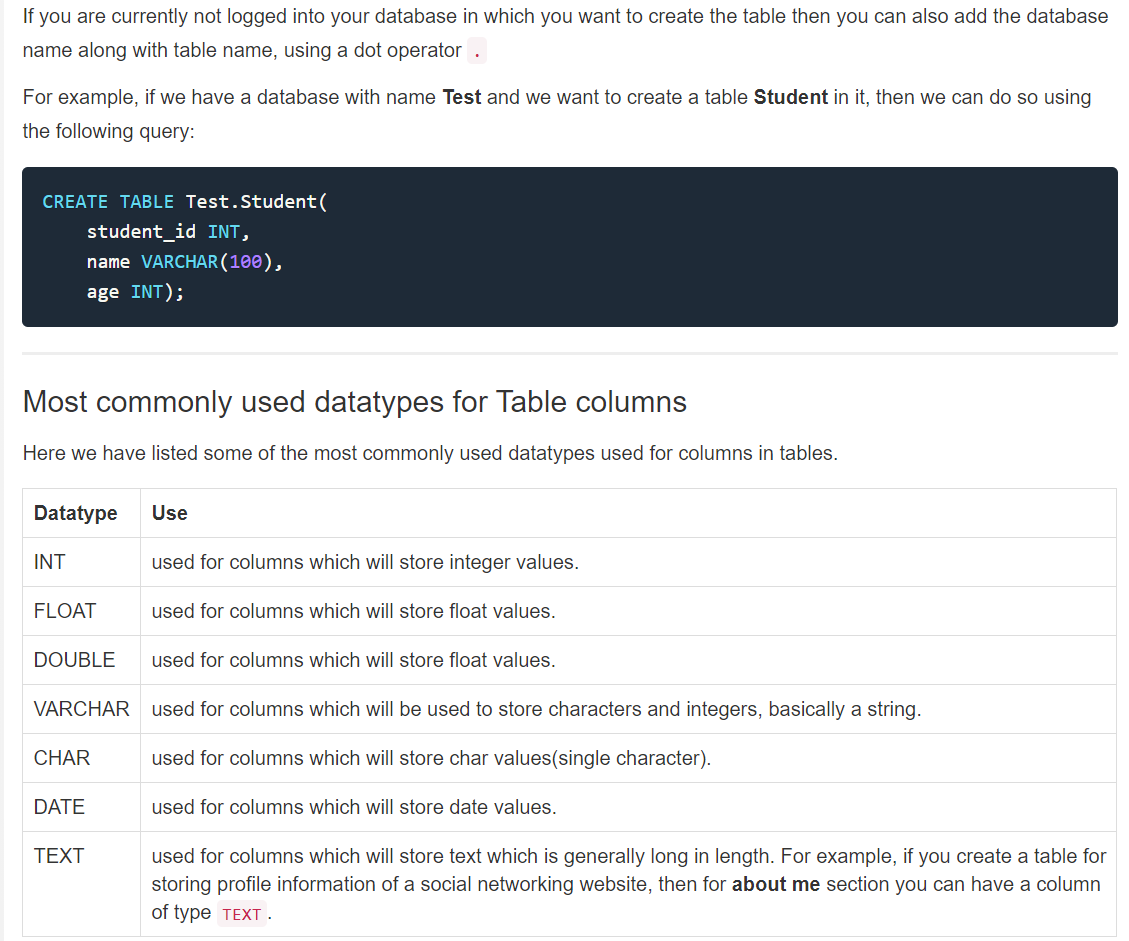 If you are currently not logged into your database in which you want to create the table then you can also add the database
name along with table name, using a dot operator .
For example, if we have a database with name Test and we want to create a table Student in it, then we can do so using
the following query:
CREATE TABLE Test.Student(
    student_id INT,
    name VARCHAR(100),
    age INT);
Most commonly used datatypes for Table columns
Here we have listed some of the most commonly used datatypes used for columns in tables.
Datatype Use
INT used for columns which will store integer values.
FLOAT used for columns which will store float values.
DOUBLE used for columns which will store float values.
VARCHAR used for columns which will be used to store characters and integers, basically a string.
CHAR used for columns which will store char values(single character).
DATE used for columns which will store date values.
TEXT used for columns which will store text which is generally long in length. For example, if you create a table for
storing profile information of a social networking website, then for about me section you can have a column
of type TEXT.